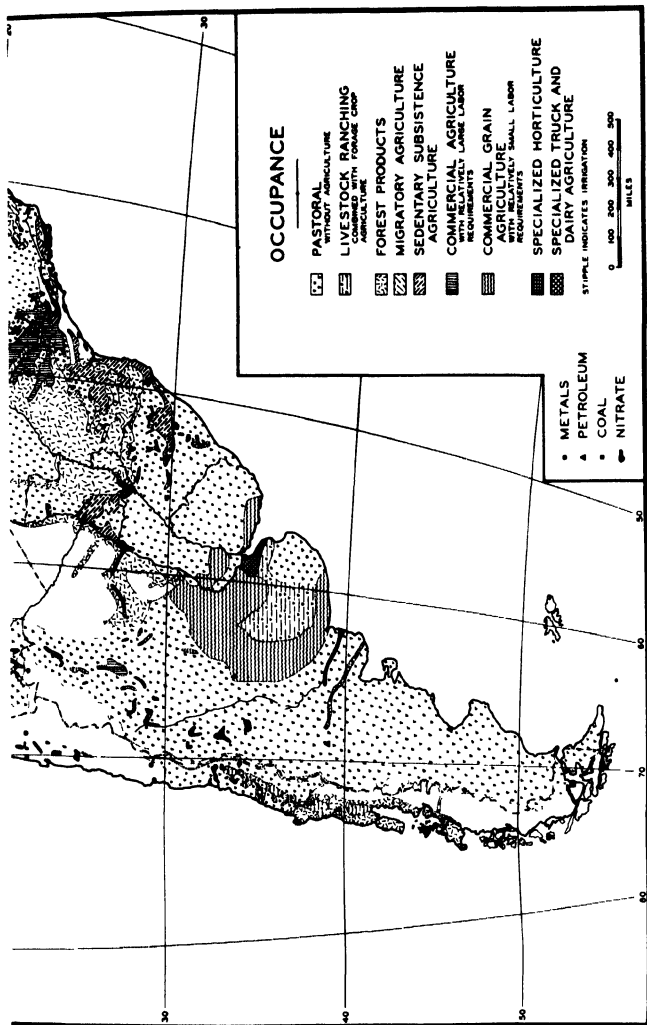 OCCUPANCE
PASTORAL
WITHOUT AGRICULTURE
LIVESTOCK RANCHING
COMBINED WITH FORAGE CROP
AGRICULTURE
FOREST PRODUCTS
MIGRATORY AGRICULTURE
SEDENTARY SUBSISTENCE
AGRICULTURE
COMMERCIAL AGRICULTURE
WITH RELATIVELY LARGE LABOR
REQUIREMENTS
COMMERCIAL GRAIN
AGRICULTURE
WITH RELATIVELY SMALL LABOR
REQUIREMENTS
SPECIALIZED HORTICULTURE
SPECIALIZED TRUCK AND
DAIRY AGRICULTURE
STIPPLE INDICATES IRRIGATION
0 100 200 300 400 500
MILES
METALS
PETROLEUM
COAL
NITRATE
20
30
30
40
50
80
70
60
50